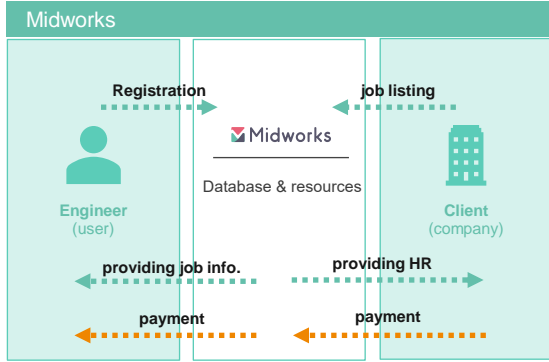 Midworks
Registration
job listing
Midworks
Database & resources
Engineer
(user)
Client
(company)
providing job info.
providing HR
payment
payment